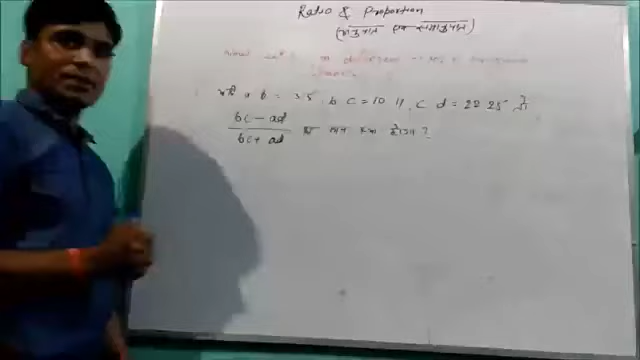 Ratio & Proportion
(अनुपात एवं समानुपात)
यदि a b = 3 5, b c = 10 11, c d = 22 25 तो
bc - ad
bc + ad
का मान क्या होगा ?